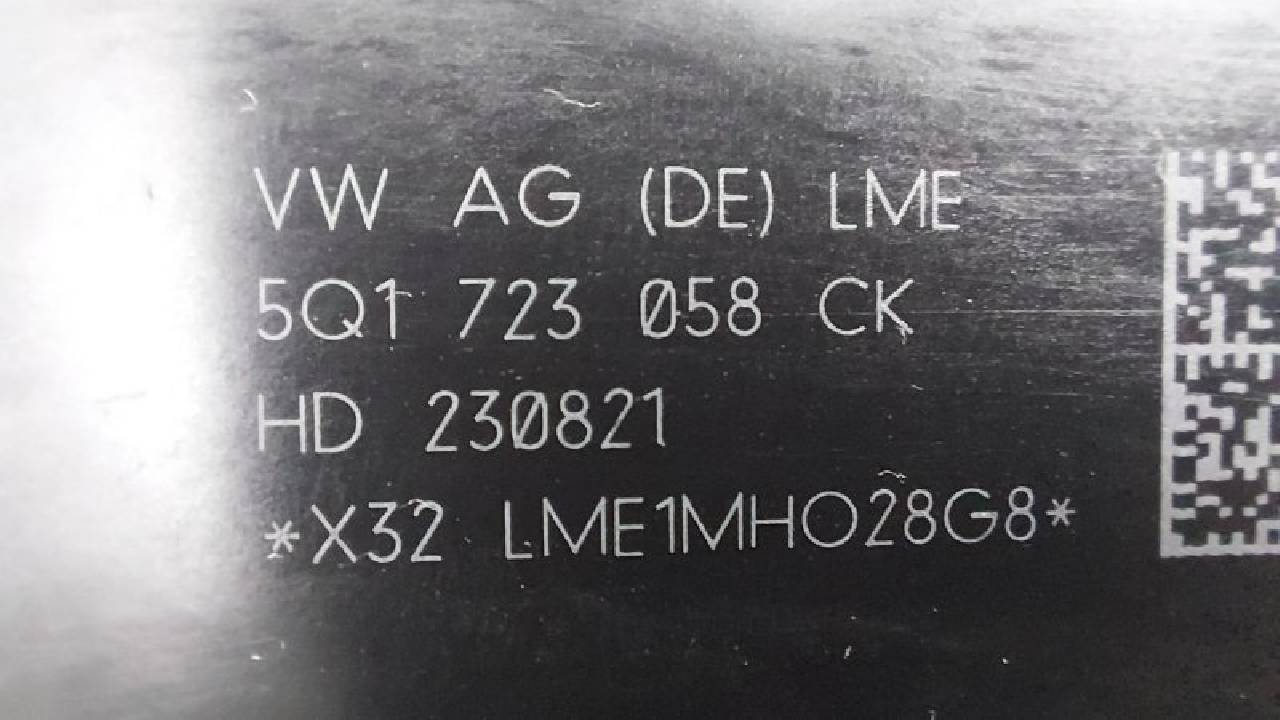 VW AG (DE) LME
5Q1 723 058 CK
HD 230821
*X32 LME1MHO28G8*